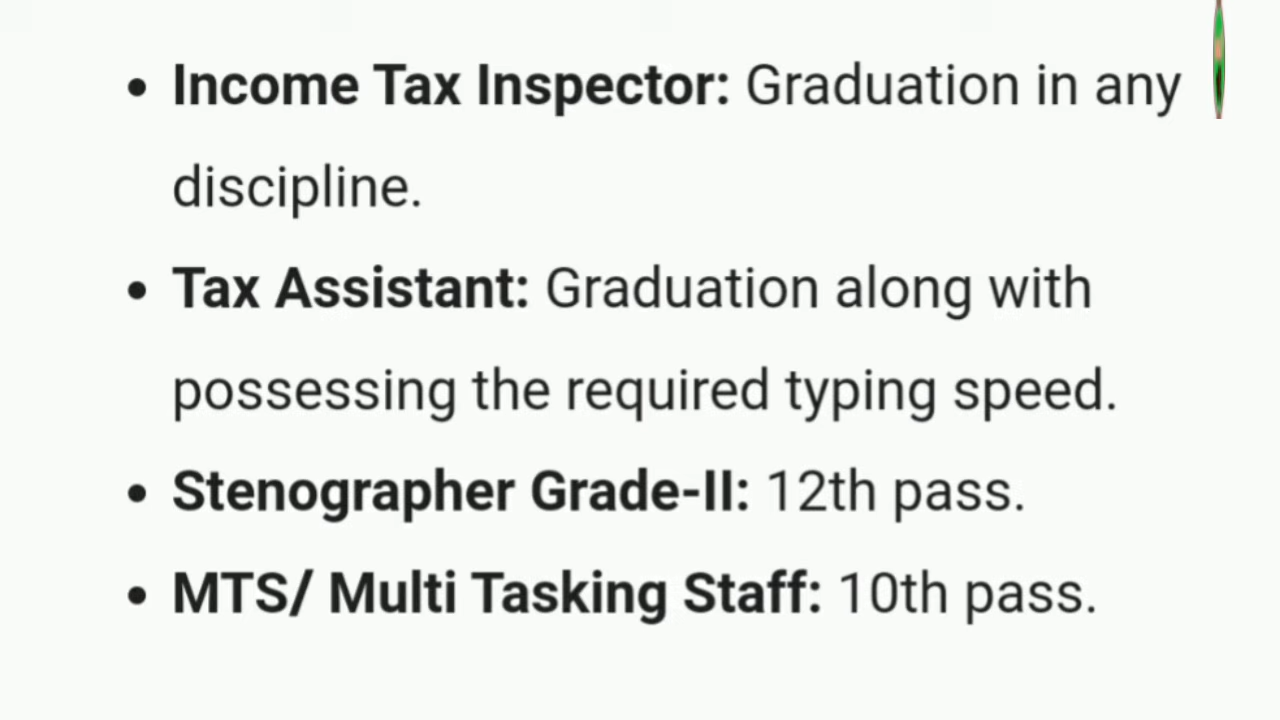 • Income Tax Inspector: Graduation in any
discipline.
• Tax Assistant: Graduation along with
possessing the required typing speed.
• Stenographer Grade-II: 12th pass.
• MTS/ Multi Tasking Staff: 10th pass.